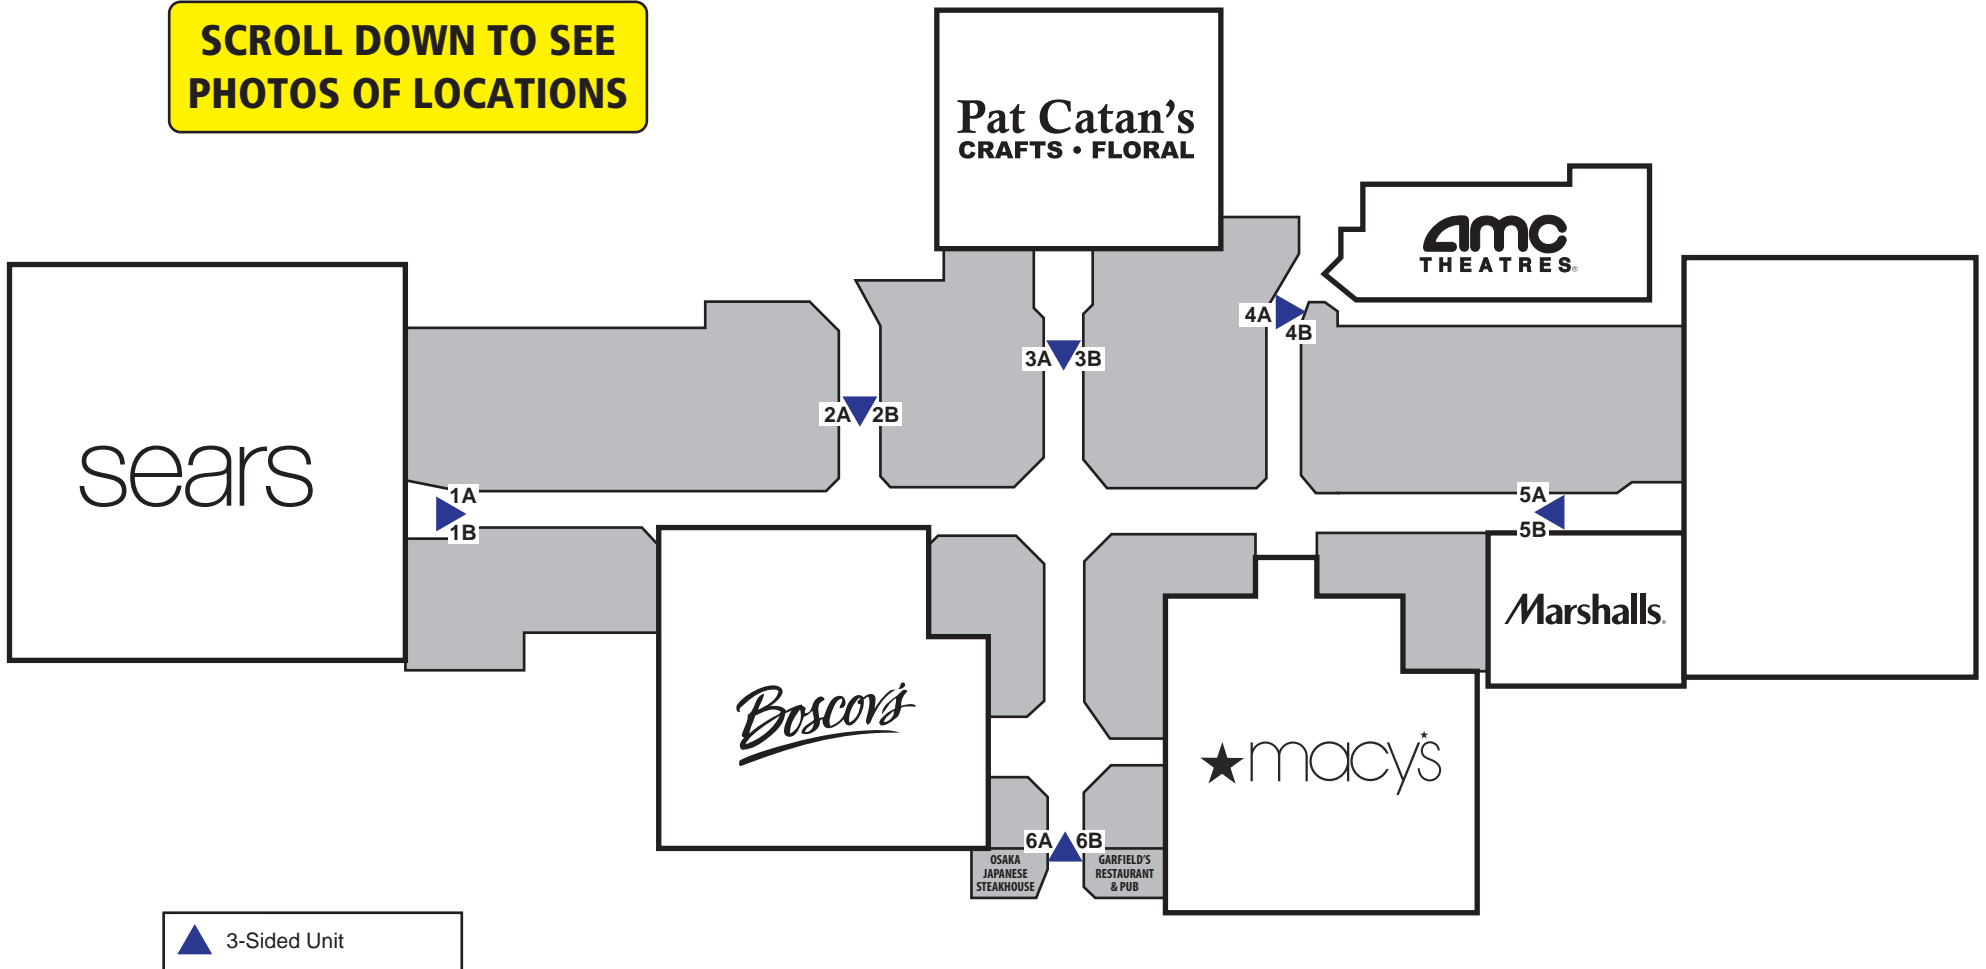 SCROLL DOWN TO SEE
PHOTOS OF LOCATIONS
Pat Catan's
CRAFTS • FLORAL
amc
THEATRES®
4A
4B
3A
3B
2A
2B
sears
1A
1B
5A
5B
Marshalls®
Boscov's
★macy's
6A
6B
OSAKA
JAPANESE
STEAKHOUSE
GARFIELD'S
RESTAURANT
& PUB
3-Sided Unit